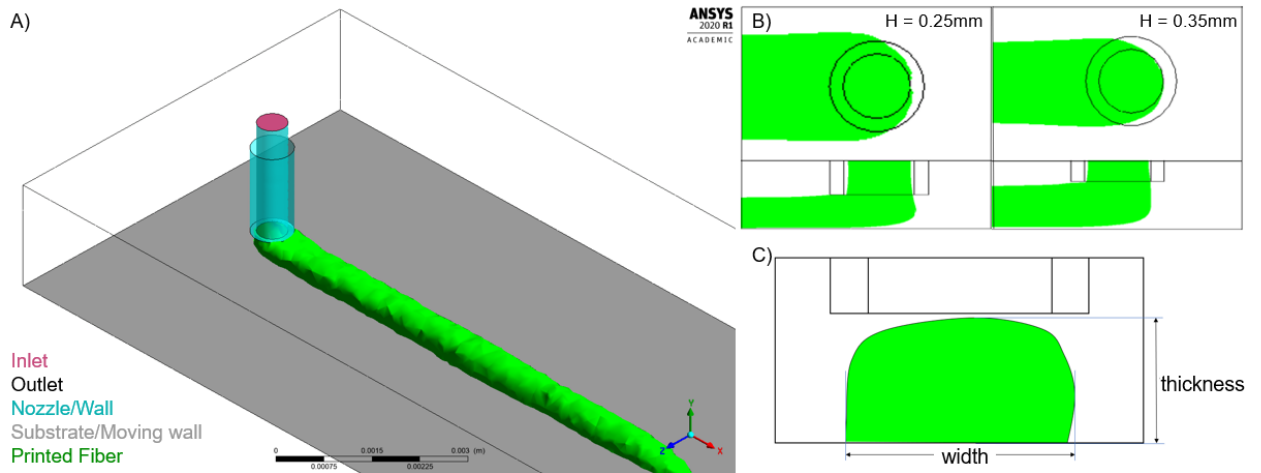 A)
ANSYS
2020 R1
ACADEMIC
Inlet
Outlet
Nozzle/Wall
Substrate/Moving wall
Printed Fiber
0
0.0015
0.003 (m)
0.00075
0.00225
Y
Z
X
B)
H = 0.25mm
H = 0.35mm
C)
thickness
width